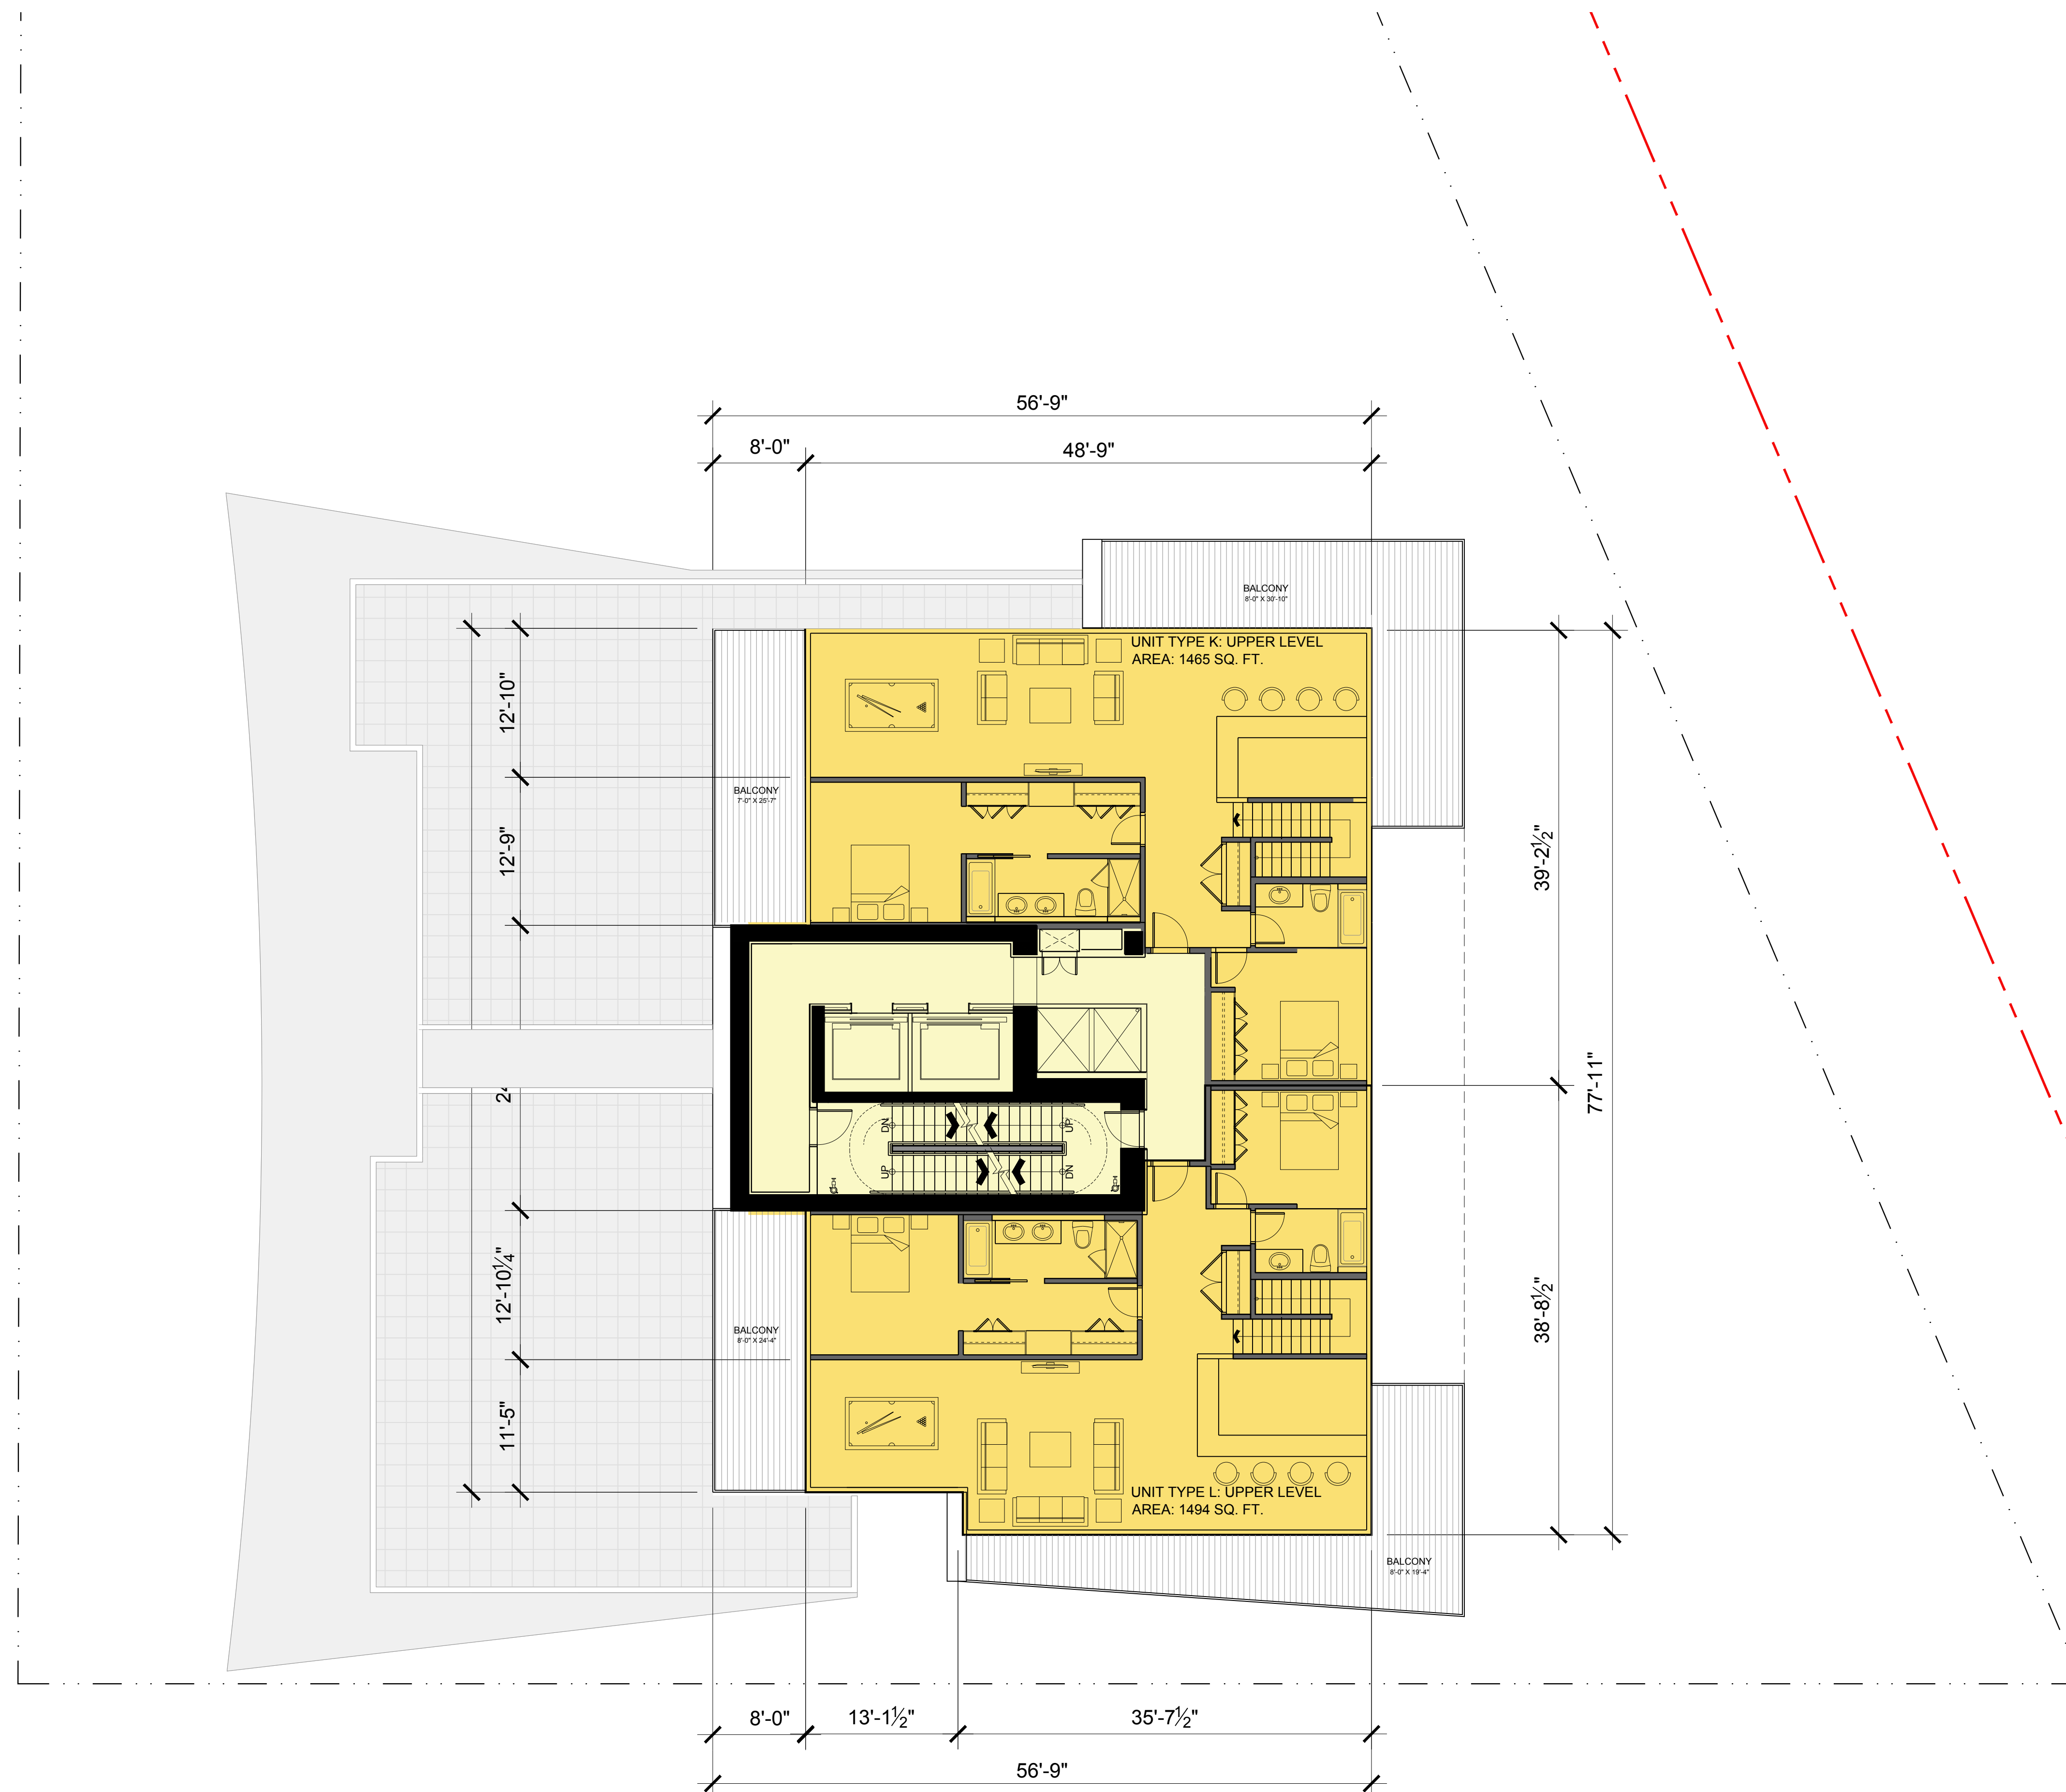 56'-9"
8'-0"
48'-9"
BALCONY
8'-0" X 30'-10"
UNIT TYPE K: UPPER LEVEL
AREA: 1465 SQ. FT.
12'-10"
BALCONY
7'-0" X 25'-7"
12'-9"
39'-2½"
77'-11"
DN
UP
UP
DN
12'-10¼"
38'-8½"
BALCONY
8'-0" X 24'-4"
11'-5"
UNIT TYPE L: UPPER LEVEL
AREA: 1494 SQ. FT.
BALCONY
8'-0" X 19'-4"
8'-0"
13'-1½"
35'-7½"
56'-9"